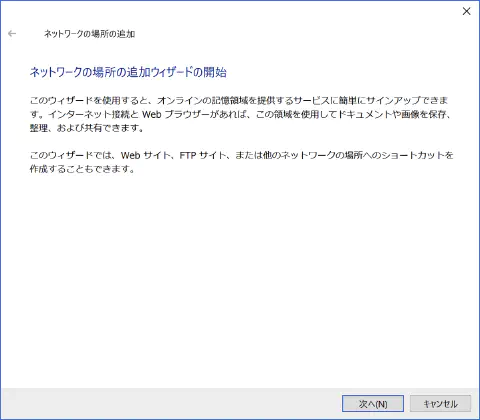 ネットワークの場所の追加
ネットワークの場所の追加ウィザードの開始
このウィザードを使用すると、オンラインの記憶領域を提供するサービスに簡単にサインアップできま
す。インターネット接続と Web ブラウザーがあれば、この領域を使用してドキュメントや画像を保存、
整理、および共有できます。
このウィザードでは、Web サイト、FTP サイト、または他のネットワークの場所へのショートカットを
作成することもできます。
次へ(N)
キャンセル